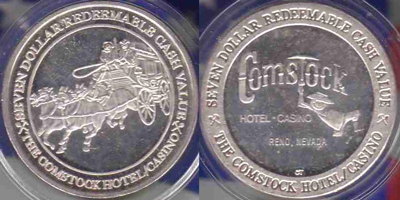 SEVEN DOLLAR REDEEMABLE CASH VALUE
THE COMSTOCK HOTEL/CASINO
SEVEN DOLLAR REDEEMABLE CASH VALUE
Comstock
HOTEL • CASINO
RENO, NEVADA
THE COMSTOCK HOTEL/CASINO